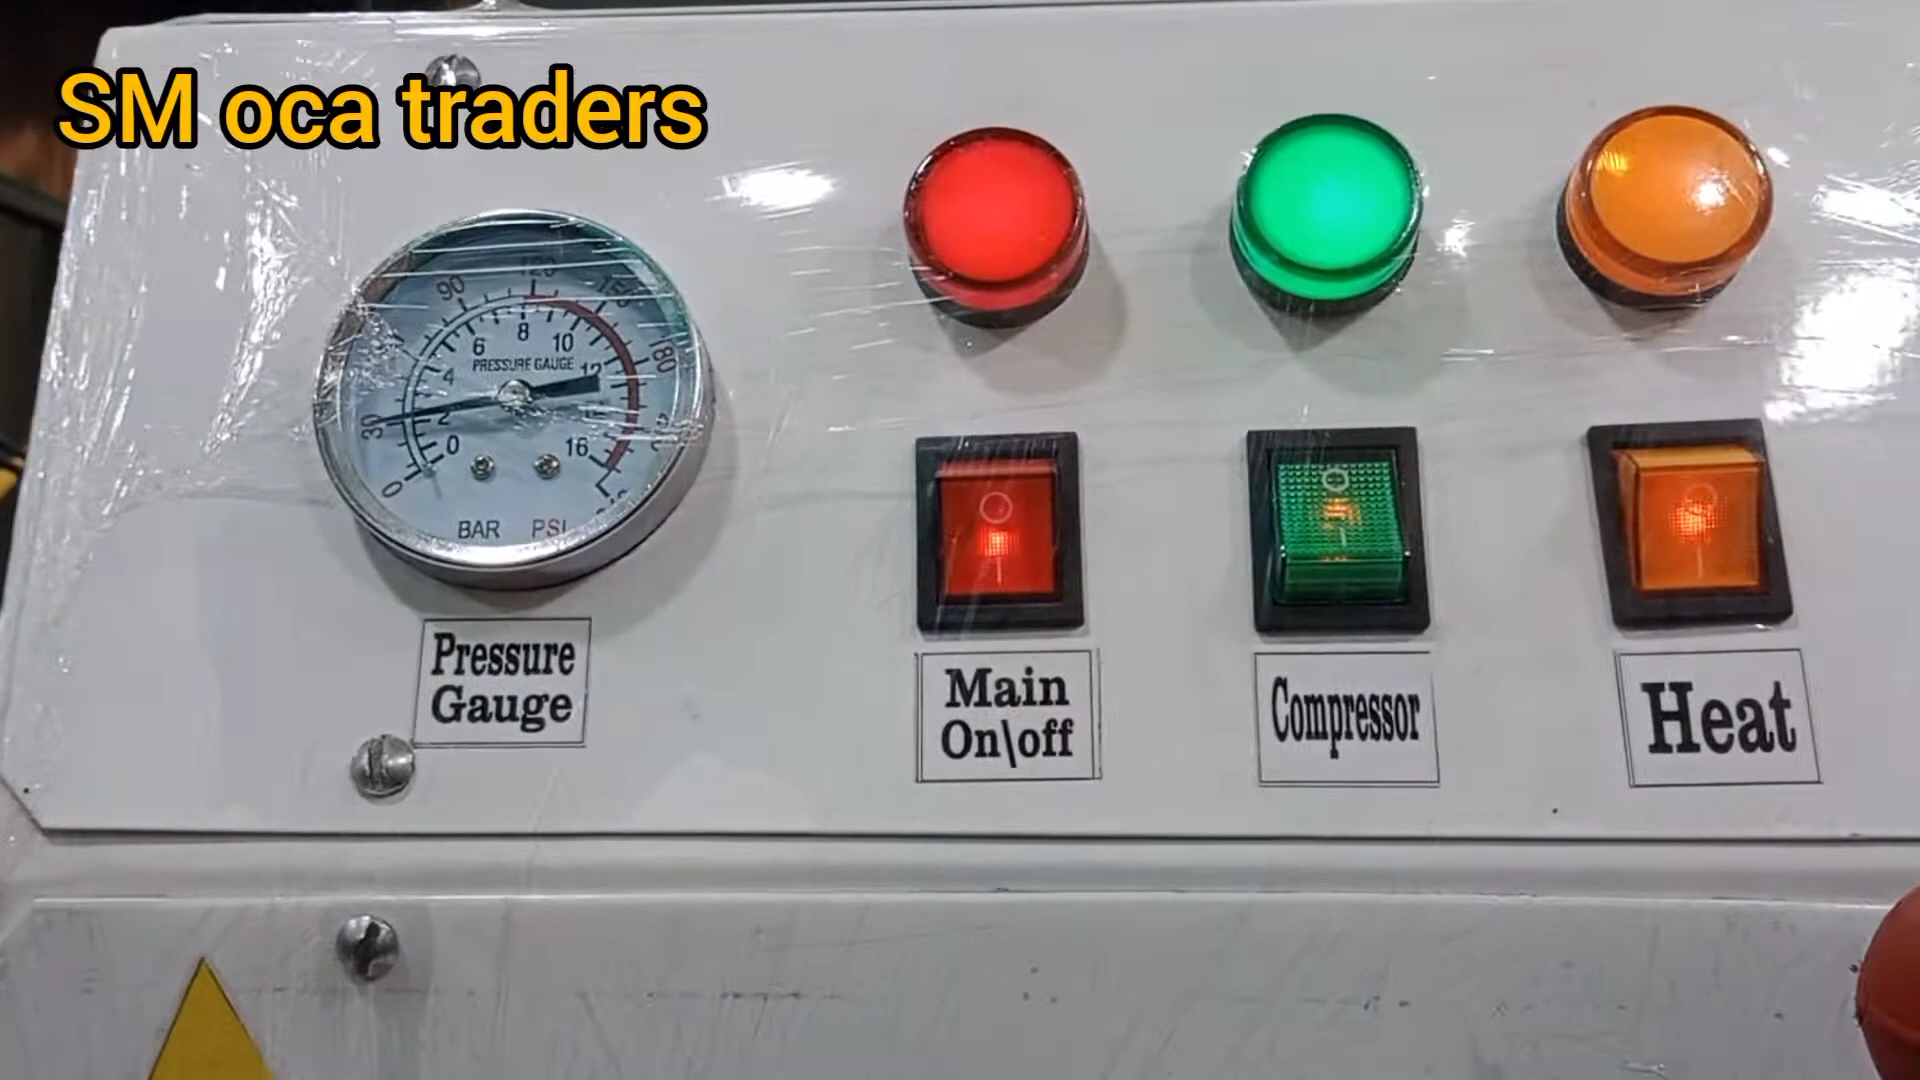 SM oca traders
90 120 150
180
6 8 10
PRESSURE GAUGE
4 12
30 2
0 16
0
BAR PSI
Pressure
Gauge
Main
On\off
Compressor
Heat